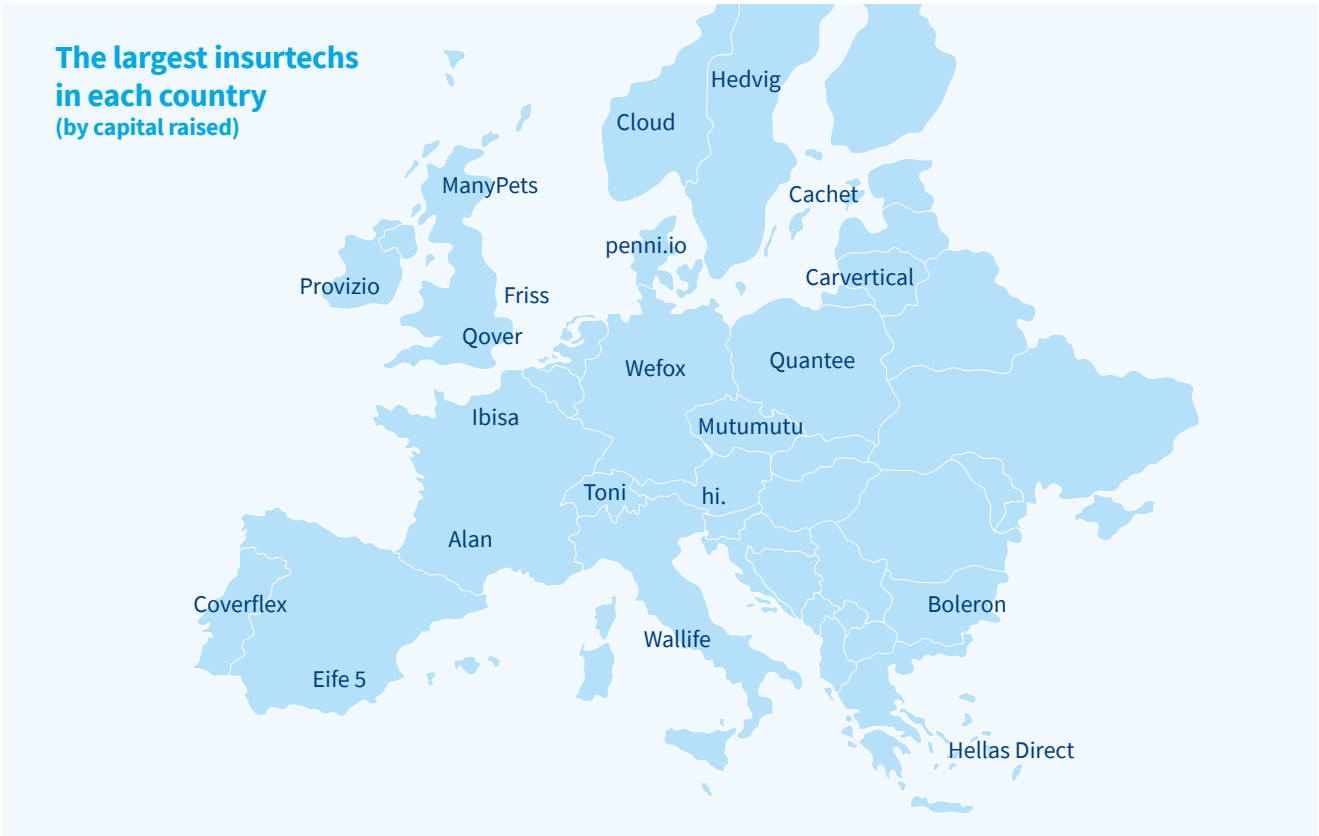 The largest insurtechs
in each country
(by capital raised)
Hedvig
Cloud
ManyPets
Cachet
penni.io
Carvertical
Provizio
Friss
Qover
Quantee
Wefox
Ibisa
Mutumutu
Toni
hi.
Alan
Coverflex
Boleron
Wallife
Eife 5
Hellas Direct